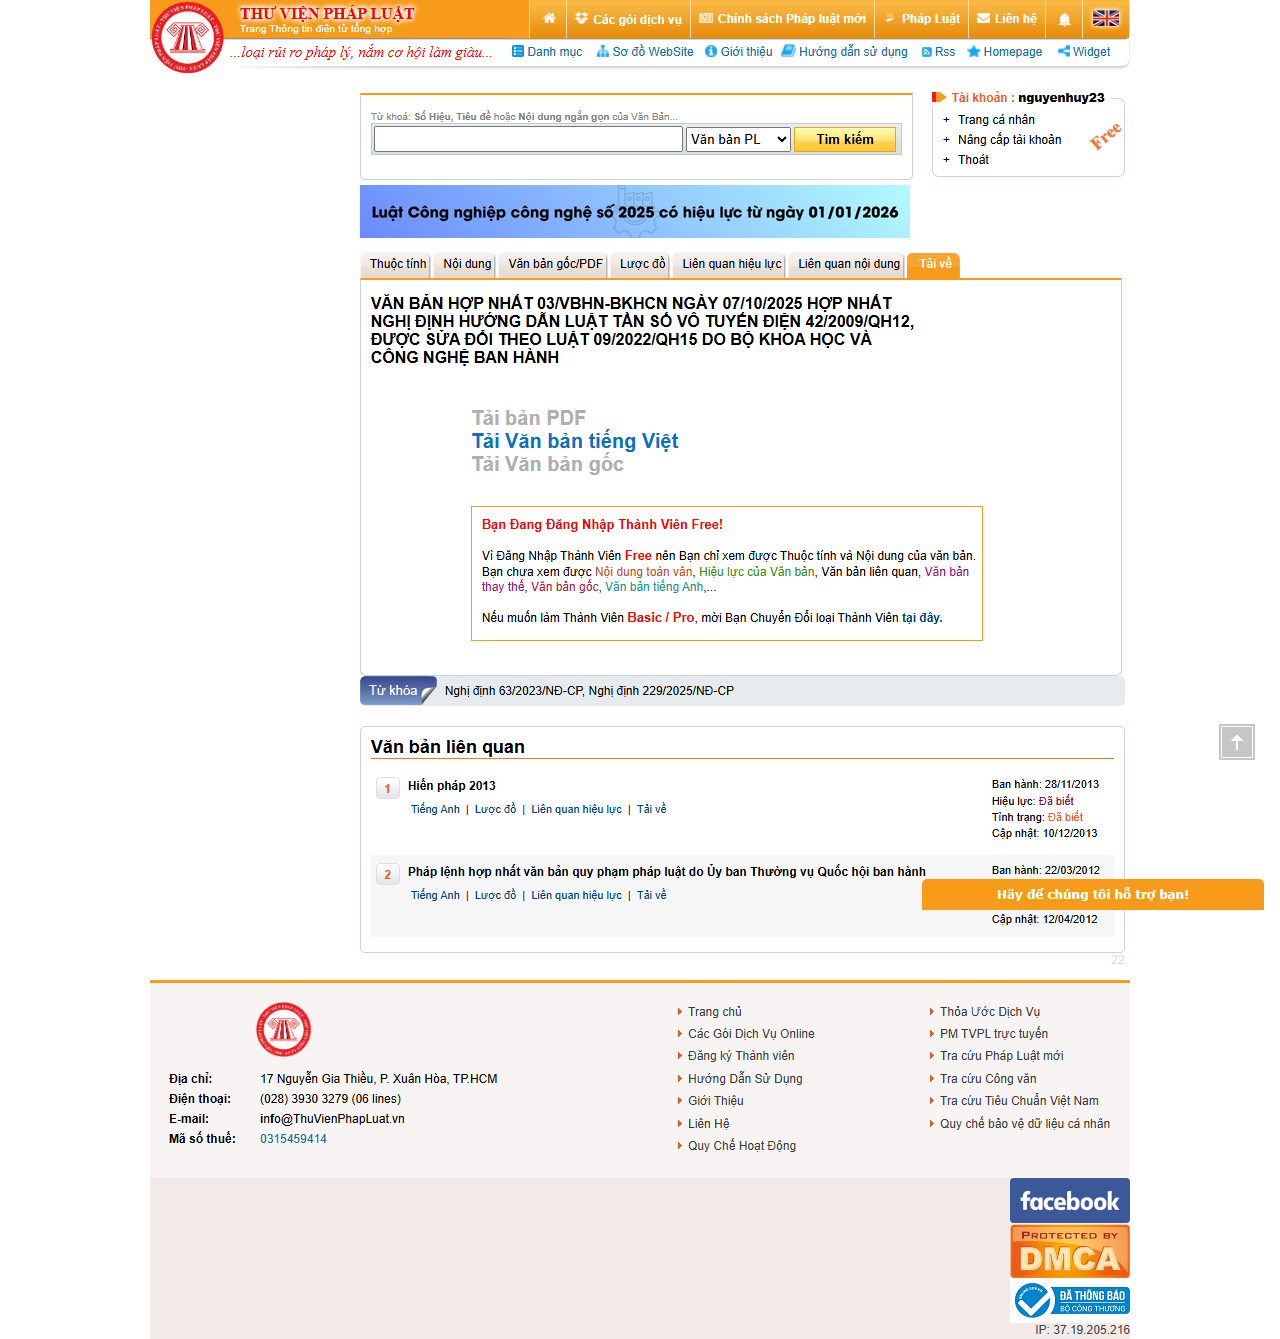 THƯ VIỆN PHÁP LUẬT
Trang Thông tin điện tử tổng hợp
Các gói dịch vụ
Chính sách Pháp luật mới
Pháp Luật
Liên hệ
...loại rủi ro pháp lý, nắm cơ hội làm giàu...
Danh mục
Sơ đồ WebSite
Giới thiệu
Hướng dẫn sử dụng
Rss
Homepage
Widget
Từ khoá: Số Hiệu, Tiêu đề hoặc Nội dung ngắn gọn của Văn Bản...
Văn bản PL
Tìm kiếm
Tài khoản : nguyenhuy23
+ Trang cá nhân
+ Nâng cấp tài khoản
+ Thoát
Free
Luật Công nghiệp công nghệ số 2025 có hiệu lực từ ngày 01/01/2026
Thuộc tính
Nội dung
Văn bản gốc/PDF
Lược đồ
Liên quan hiệu lực
Liên quan nội dung
Tải về
VĂN BẢN HỢP NHẤT 03/VBHN-BKHCN NGÀY 07/10/2025 HỢP NHẤT
NGHỊ ĐỊNH HƯỚNG DẪN LUẬT TẦN SỐ VÔ TUYẾN ĐIỆN 42/2009/QH12,
ĐƯỢC SỬA ĐỔI THEO LUẬT 09/2022/QH15 DO BỘ KHOA HỌC VÀ
CÔNG NGHỆ BAN HÀNH
Tải bản PDF
Tải Văn bản tiếng Việt
Tải Văn bản gốc
Bạn Đang Đăng Nhập Thành Viên Free!
Vì Đăng Nhập Thành Viên Free nên Bạn chỉ xem được Thuộc tính và Nội dung của văn bản.
Bạn chưa xem được Nội dung toàn văn, Hiệu lực của Văn bản, Văn bản liên quan, Văn bản
thay thế, Văn bản gốc, Văn bản tiếng Anh,...
Nếu muốn làm Thành Viên Basic / Pro, mời Bạn Chuyển Đổi loại Thành Viên tại đây.
Từ khóa
Nghị định 63/2023/NĐ-CP, Nghị định 229/2025/NĐ-CP
Văn bản liên quan
1
Hiến pháp 2013
Tiếng Anh | Lược đồ | Liên quan hiệu lực | Tải về
Ban hành: 28/11/2013
Hiệu lực: Đã biết
Tình trạng: Đã biết
Cập nhật: 10/12/2013
2
Pháp lệnh hợp nhất văn bản quy phạm pháp luật do Ủy ban Thường vụ Quốc hội ban hành
Tiếng Anh | Lược đồ | Liên quan hiệu lực | Tải về
Ban hành: 22/03/2012
Hãy để chúng tôi hỗ trợ bạn!
Cập nhật: 12/04/2012
22
Địa chỉ: 17 Nguyễn Gia Thiều, P. Xuân Hòa, TP.HCM
Điện thoại: (028) 3930 3279 (06 lines)
E-mail: info@ThuVienPhapLuat.vn
Mã số thuế: 0315459414
Trang chủ
Các Gói Dịch Vụ Online
Đăng ký Thành viên
Hướng Dẫn Sử Dụng
Giới Thiệu
Liên Hệ
Quy Chế Hoạt Động
Thỏa Ước Dịch Vụ
PM TVPL trực tuyến
Tra cứu Pháp Luật mới
Tra cứu Công văn
Tra cứu Tiêu Chuẩn Việt Nam
Quy chế bảo vệ dữ liệu cá nhân
facebook
PROTECTED BY
DMCA
ĐÃ THÔNG BÁO
BỘ CÔNG THƯƠNG
IP: 37.19.205.216